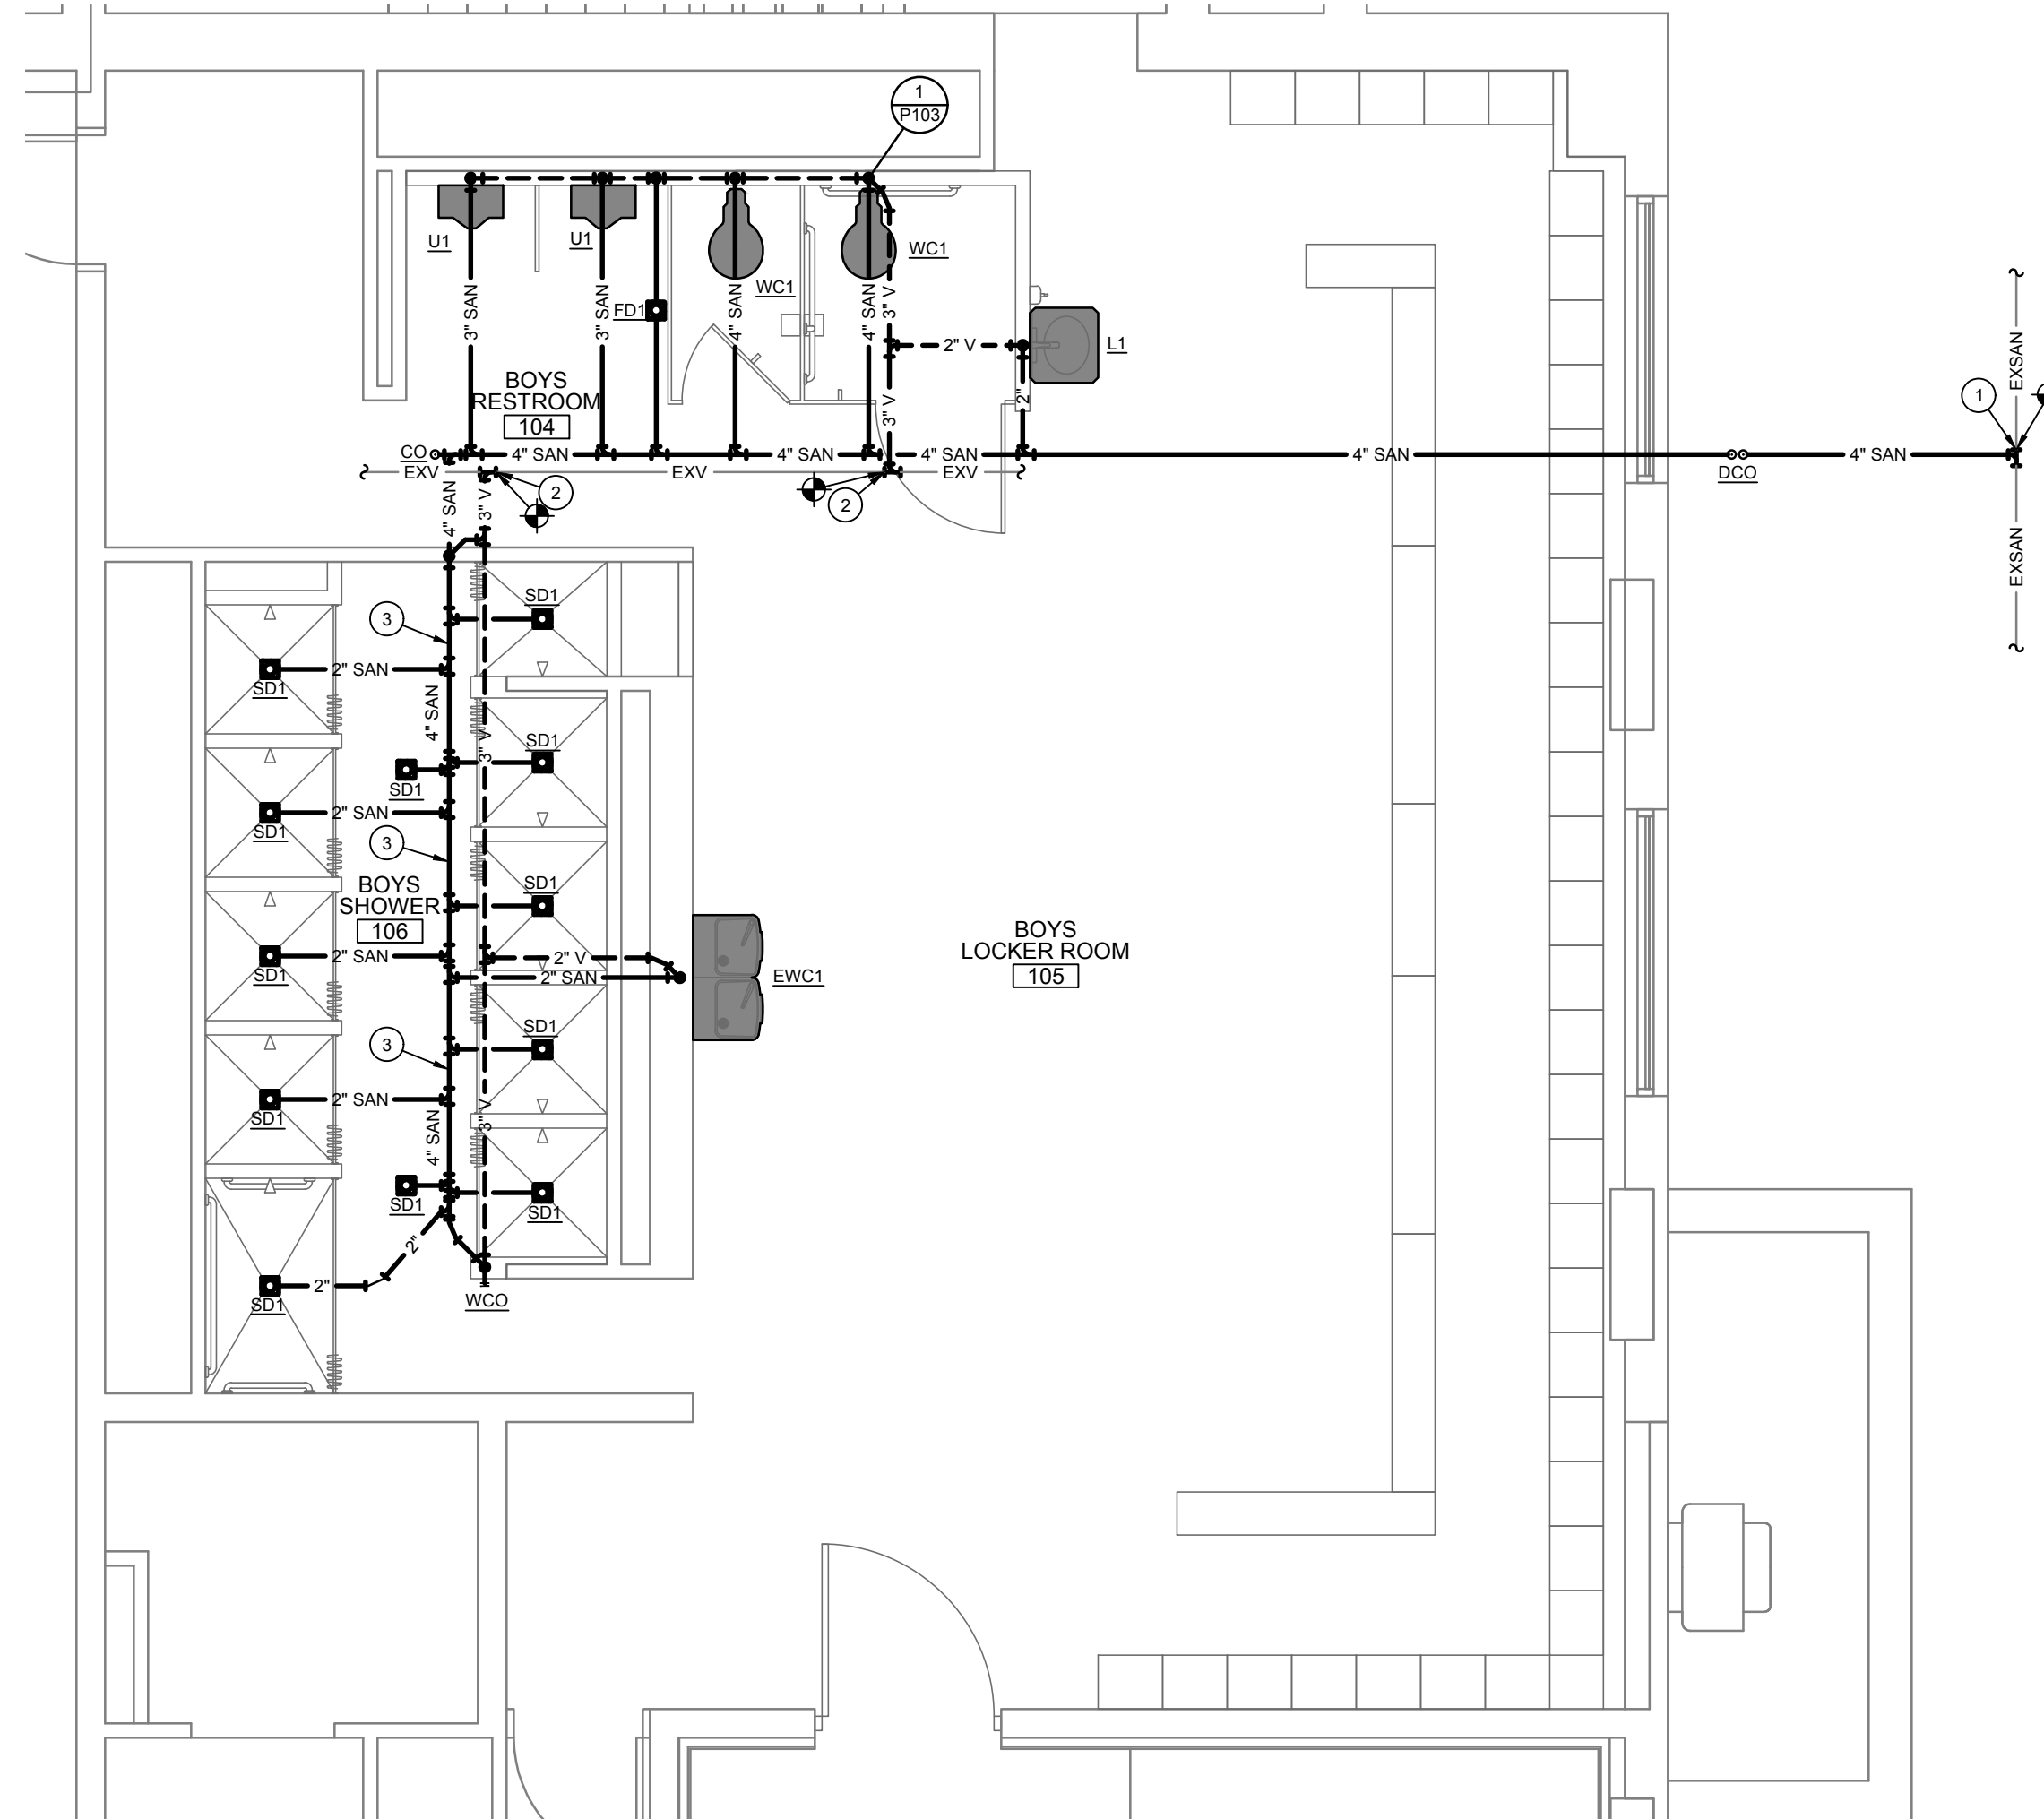 1
P103
U1
U1
WC1
WC1
FD1
3" SAN
3" SAN
4" SAN
4" SAN
3" V
2" V
L1
3" V
2"
BOYS
RESTROOM
104
CO
4" SAN
4" SAN
4" SAN
4" SAN
DCO
4" SAN
1
EXSAN
EXSAN
EXV
EXV
EXV
2
2
4" SAN
3" V
SD1
3
2" SAN
SD1
4" SAN
3" V
SD1
SD1
2" SAN
SD1
3
SD1
BOYS
SHOWER
106
2" SAN
SD1
2" V
2" SAN
EWC1
BOYS
LOCKER ROOM
105
3
SD1
2" SAN
SD1
4" SAN
3" V
SD1
SD1
2"
2"
SD1
WCO